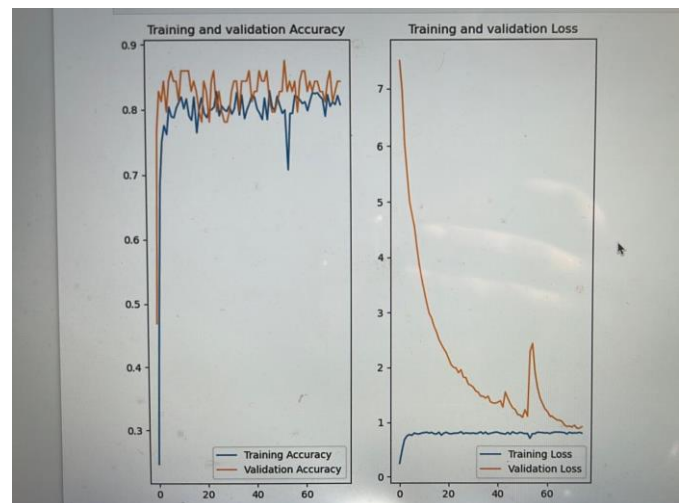 Training and validation Accuracy
0.9
0.8
0.7
0.6
0.5
0.4
0.3
0 20 40 60
Training Accuracy
Validation Accuracy
Training and validation Loss
7
6
5
4
3
2
1
0
0 20 40 60
Training Loss
Validation Loss